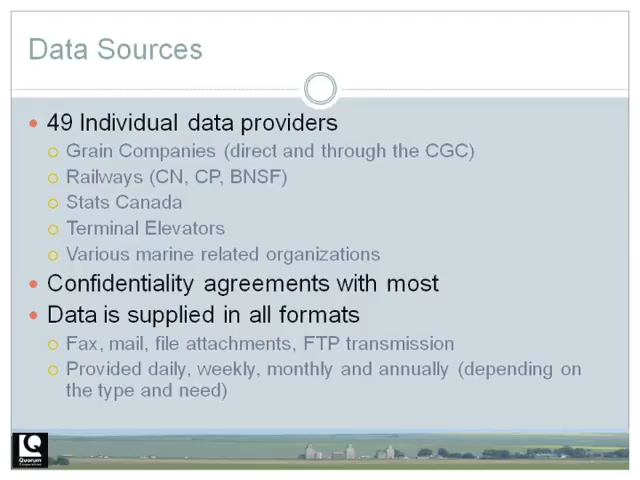 Data Sources
49 Individual data providers
Grain Companies (direct and through the CGC)
Railways (CN, CP, BNSF)
Stats Canada
Terminal Elevators
Various marine related organizations
Confidentiality agreements with most
Data is supplied in all formats
Fax, mail, file attachments, FTP transmission
Provided daily, weekly, monthly and annually (depending on
the type and need)
Quorum
Corporation